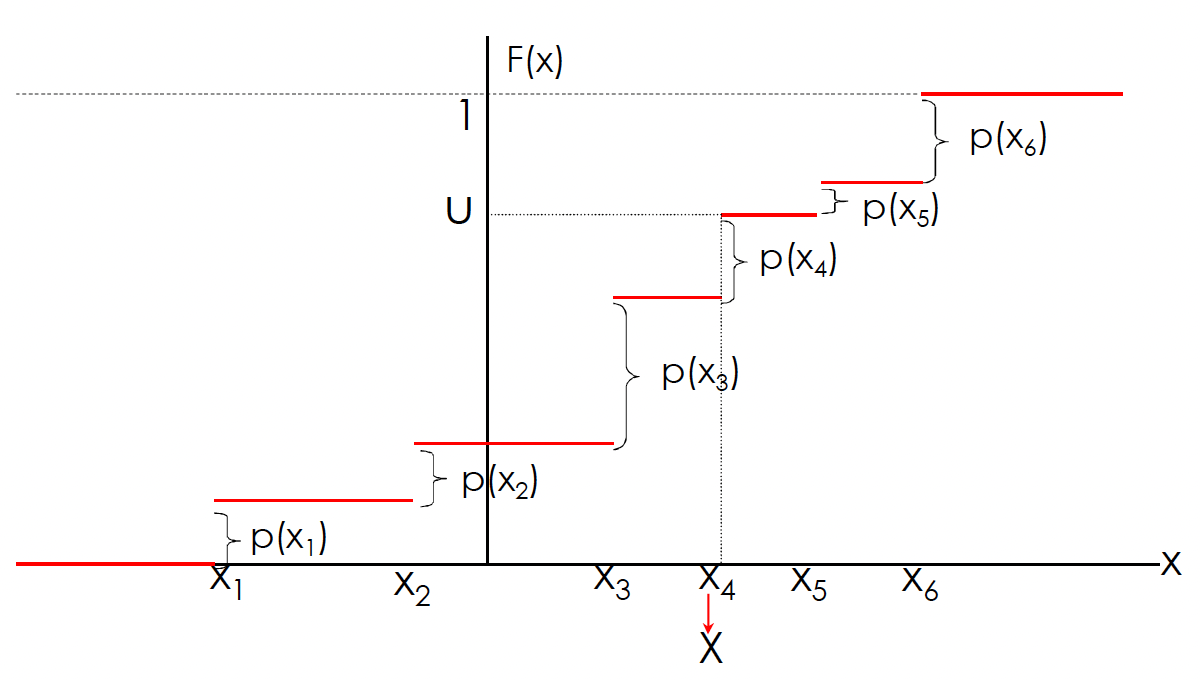 F(x)
1
p(x₆)
U
p(x₅)
p(x₄)
p(x₃)
p(x₂)
p(x₁)
x₁
x₂
x₃
x₄
x₅
x₆
x
X